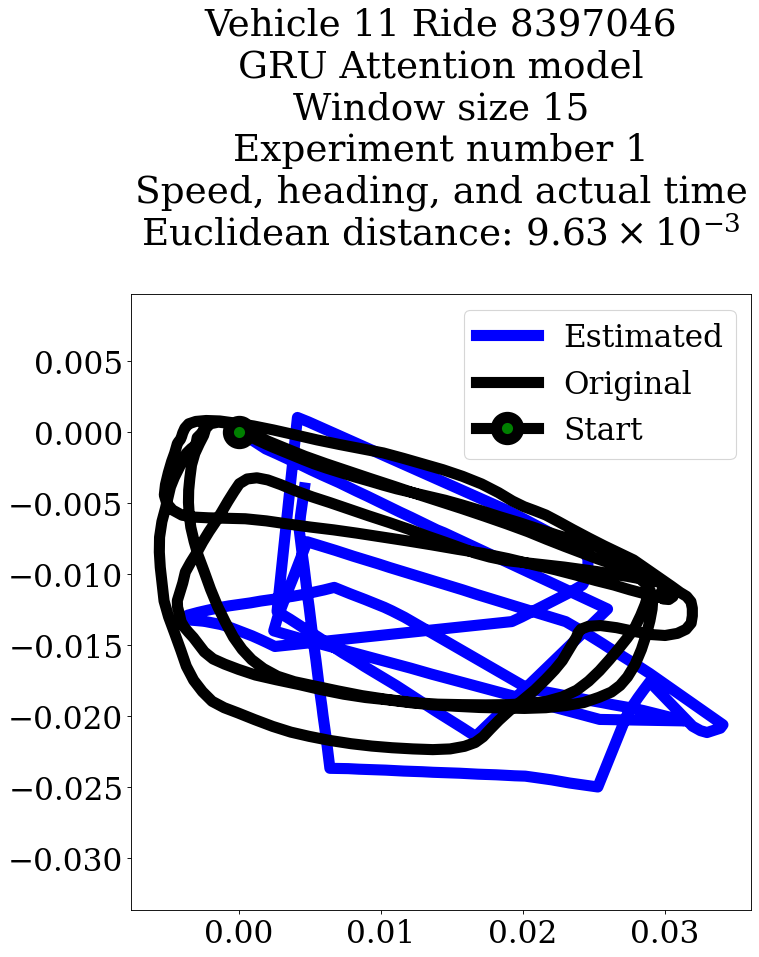 Vehicle 11 Ride 8397046
GRU Attention model
Window size 15
Experiment number 1
Speed, heading, and actual time
Euclidean distance: 9.63 × 10⁻³
Estimated
Original
Start
0.005
0.000
−0.005
−0.010
−0.015
−0.020
−0.025
−0.030
0.00 0.01 0.02 0.03